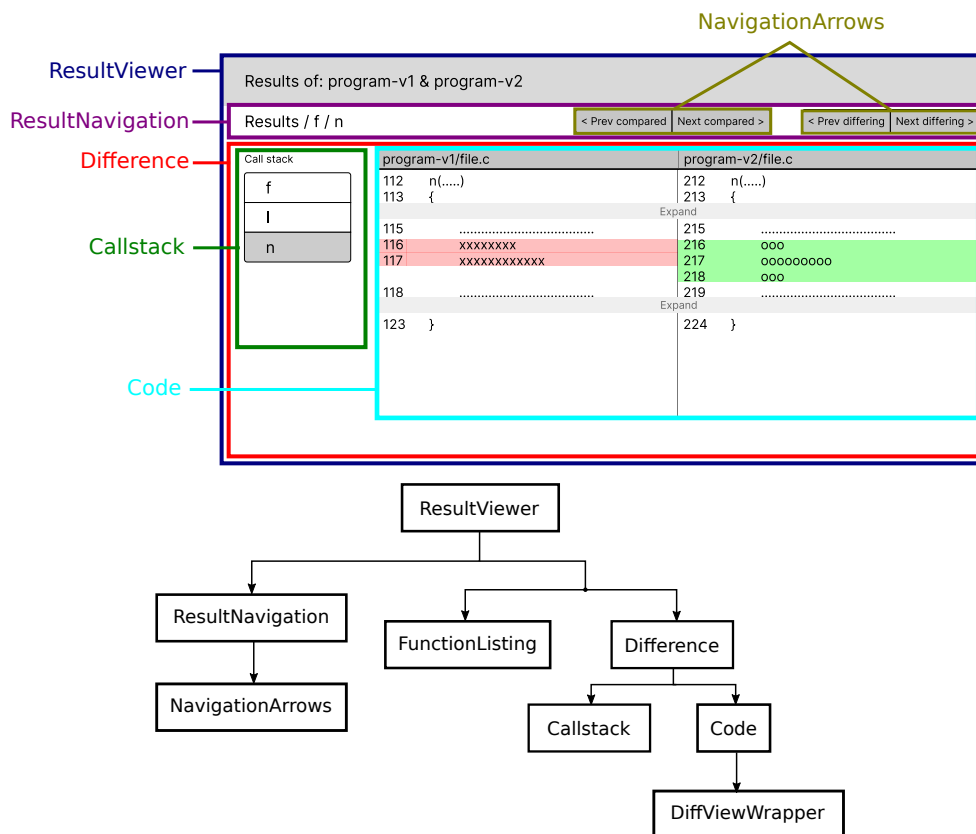 NavigationArrows
ResultViewer
Results of: program-v1 & program-v2
ResultNavigation
Results / f / n
< Prev compared
Next compared >
< Prev differing
Next differing >
Difference
Call stack
f
l
n
Callstack
Code
program-v1/file.c
program-v2/file.c
112 n(.....)
212 n(.....)
113 {
213 {
Expand
115 ....................................
215 ....................................
116 xxxxxxxx
216 ooo
117 xxxxxxxxxxxx
217 ooooooooo
218 ooo
118 ....................................
219 ....................................
Expand
123 }
224 }
ResultViewer
ResultNavigation
FunctionListing
Difference
NavigationArrows
Callstack
Code
DiffViewWrapper